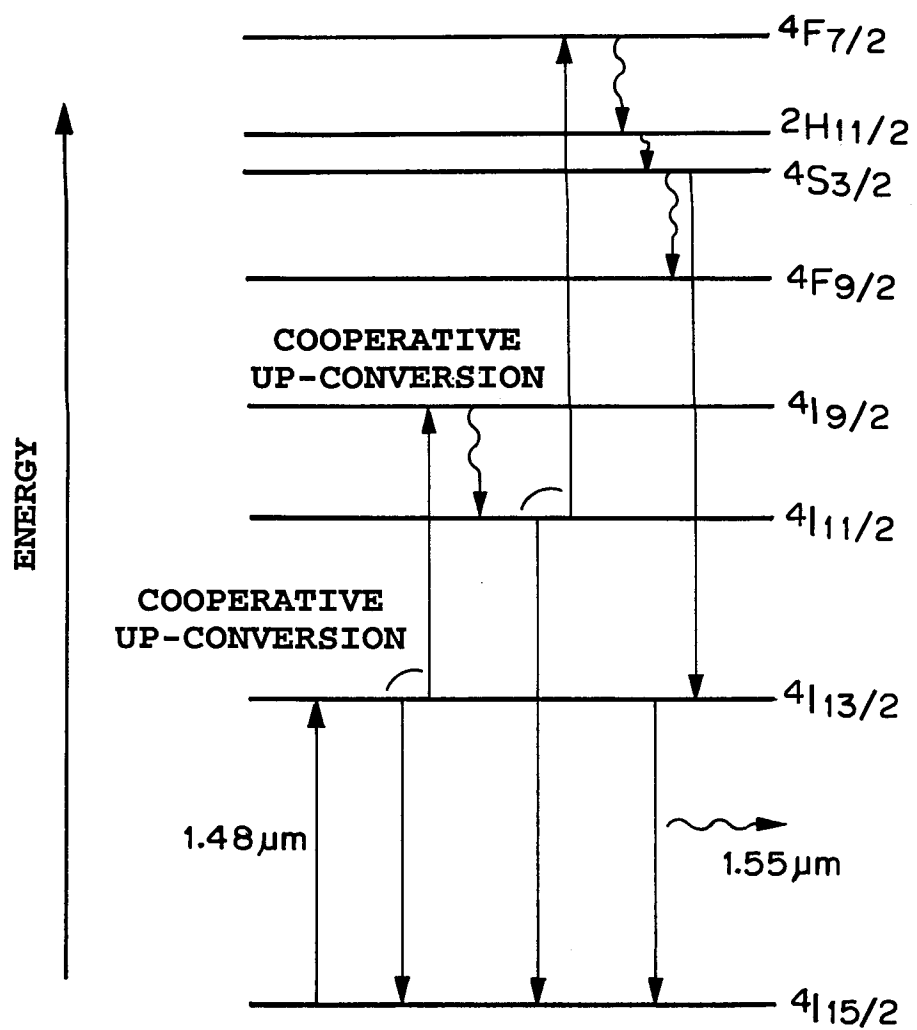 4F7/2
2H11/2
4S3/2
4F9/2
COOPERATIVE
UP-CONVERSION
4I9/2
ENERGY
4I11/2
COOPERATIVE
UP-CONVERSION
4I13/2
1.48μm
1.55μm
4I15/2